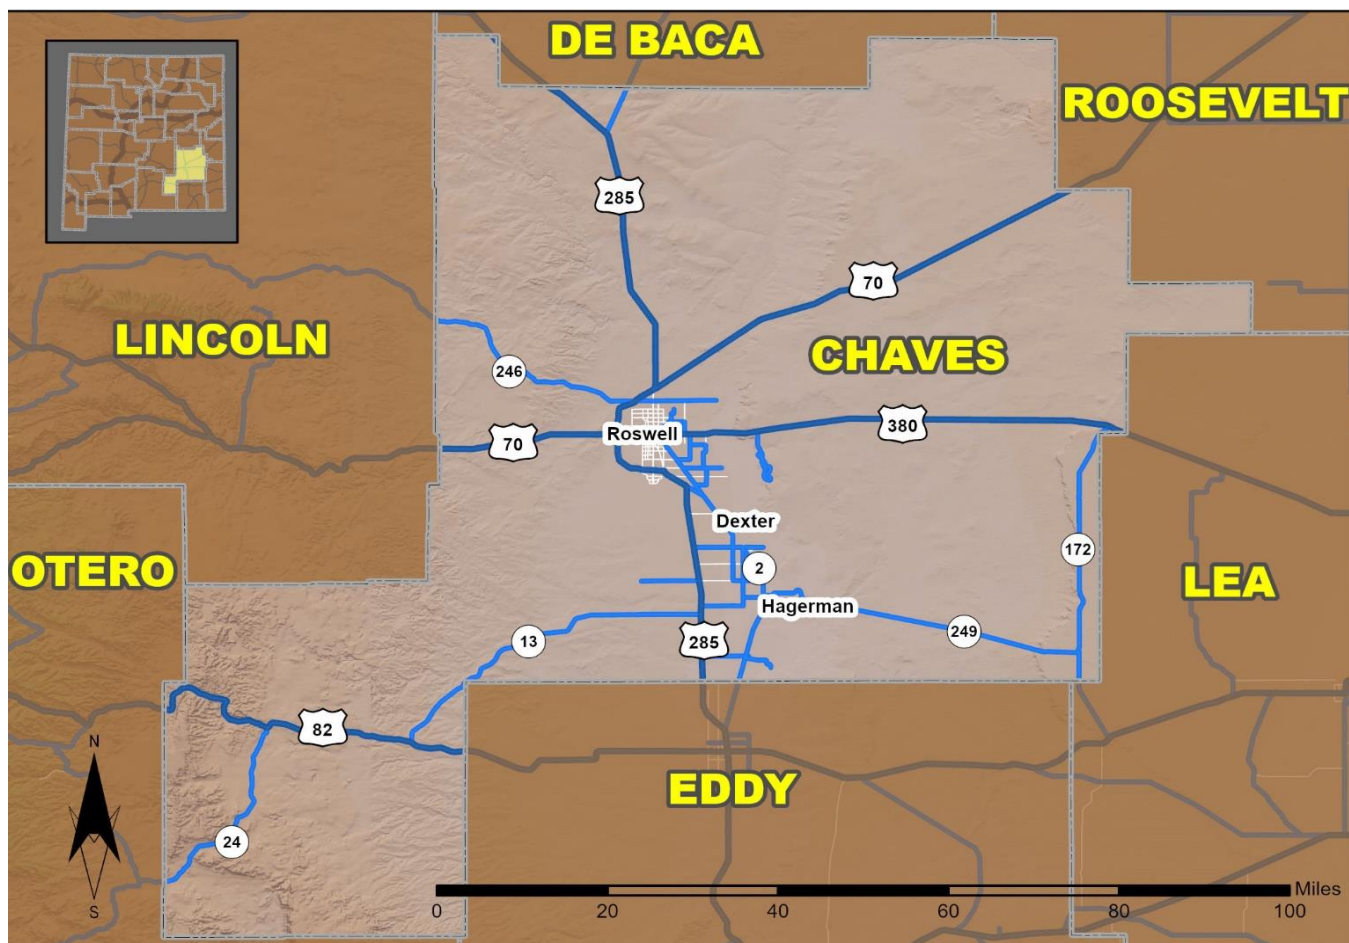 DE BACA
ROOSEVELT
285
70
LINCOLN
CHAVES
246
380
Roswell
70
Dexter
172
OTERO
2
LEA
Hagerman
249
13
285
82
N
EDDY
24
S
Miles
0 20 40 60 80 100